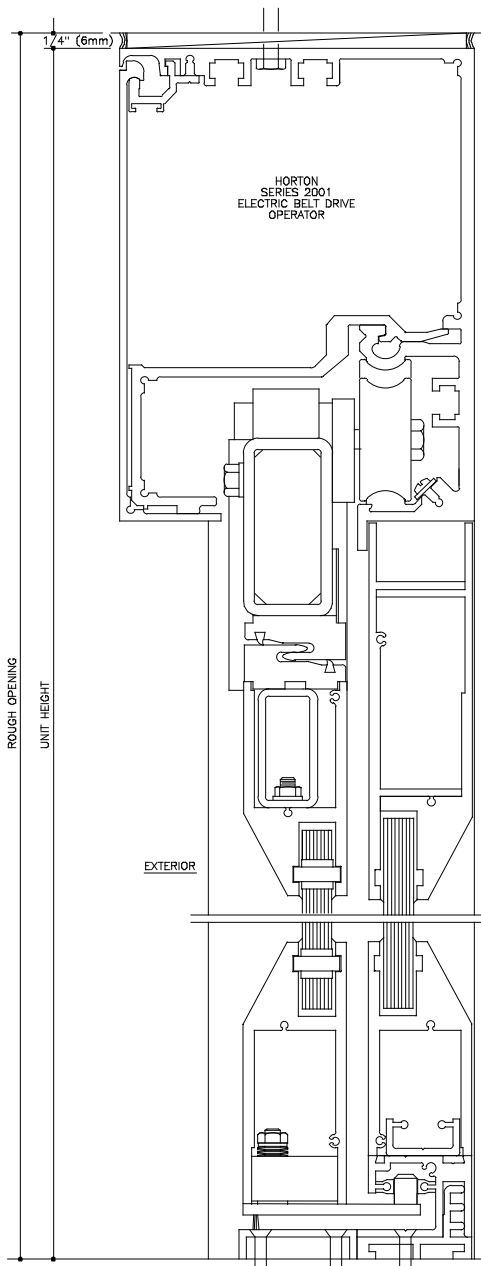 1/4" (6mm)
HORTON
SERIES 2001
ELECTRIC BELT DRIVE
OPERATOR
ROUGH OPENING
UNIT HEIGHT
EXTERIOR